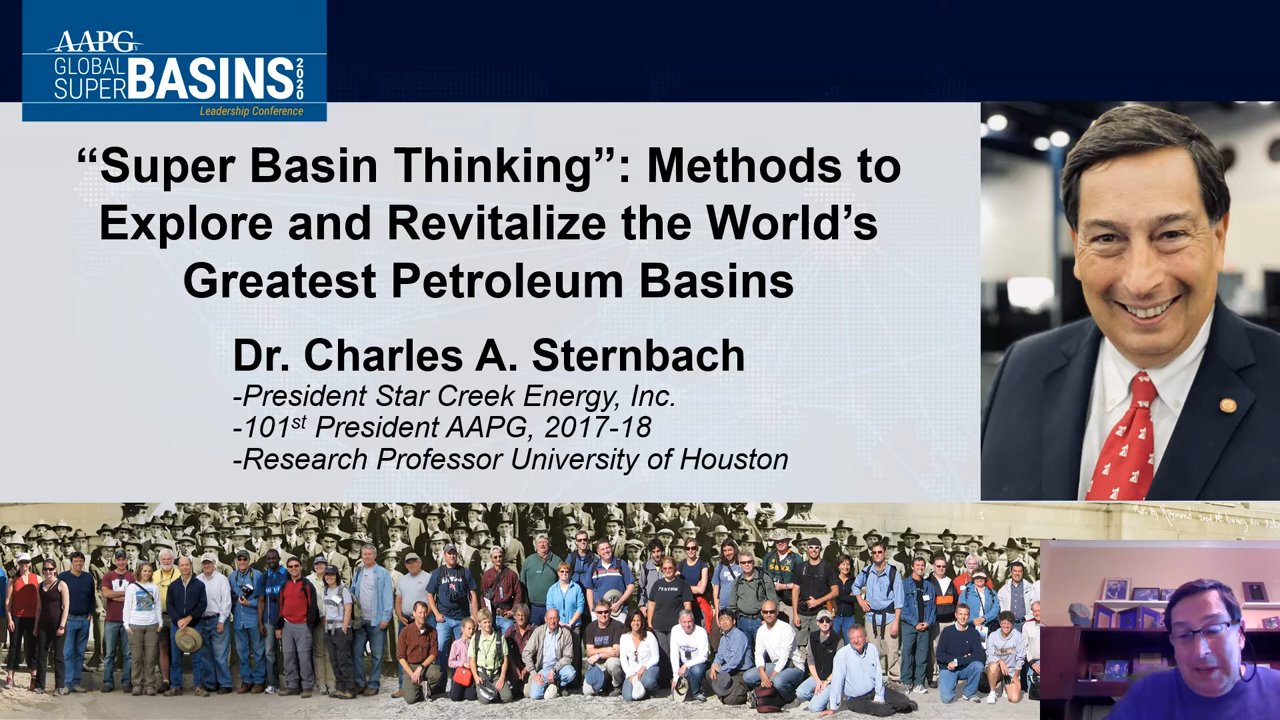 AAPG
GLOBAL
SUPER BASINS 2020
Leadership Conference
“Super Basin Thinking”: Methods to
Explore and Revitalize the World’s
Greatest Petroleum Basins
Dr. Charles A. Sternbach
-President Star Creek Energy, Inc.
-101st President AAPG, 2017-18
-Research Professor University of Houston